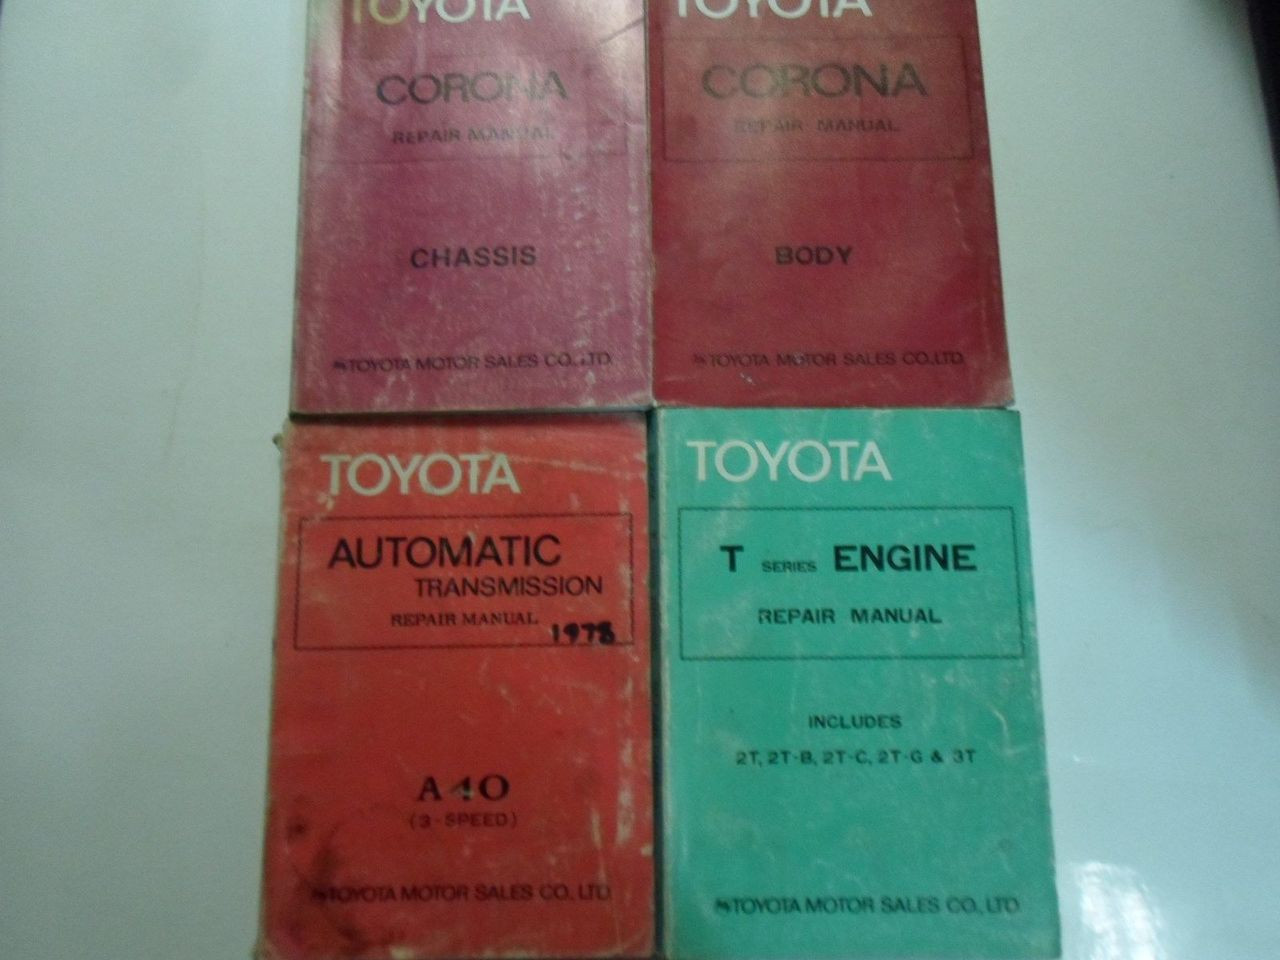 TOYOTA
CORONA
REPAIR MANUAL
CHASSIS
TOYOTA MOTOR SALES CO., LTD.
TOYOTA
CORONA
REPAIR MANUAL
BODY
TOYOTA MOTOR SALES CO., LTD.
TOYOTA
AUTOMATIC
TRANSMISSION
REPAIR MANUAL
1978
A40
(3-SPEED)
TOYOTA MOTOR SALES CO., LTD.
TOYOTA
T SERIES ENGINE
REPAIR MANUAL
INCLUDES
2T, 2T-B, 2T-C, 2T-G & 3T
TOYOTA MOTOR SALES CO., LTD.